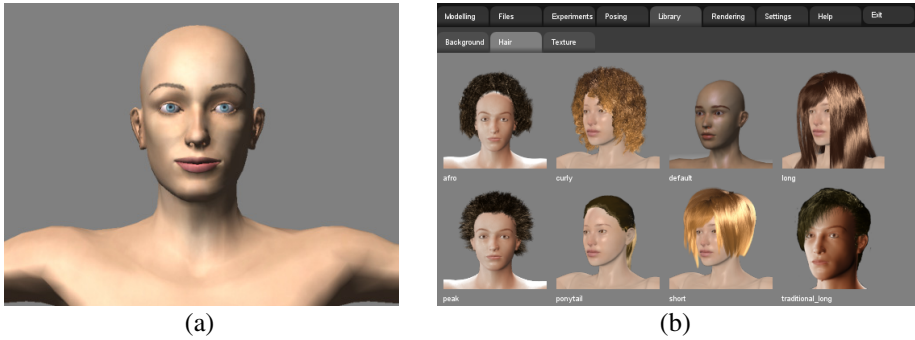 Modelling Files Experiments Posing Library Rendering Settings Help Exit
Background Hair Texture
afro curly default long
peak ponytail short traditional_long
(a) (b)